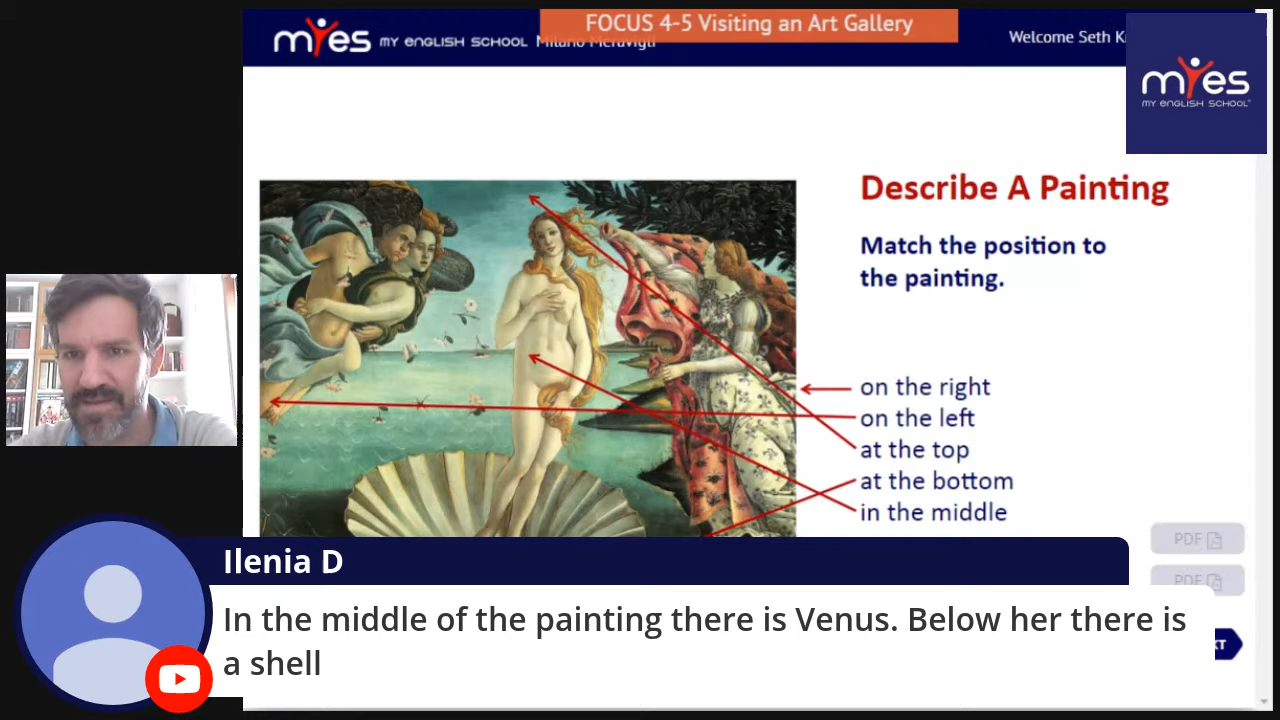 FOCUS 4-5 Visiting an Art Gallery
myes MY ENGLISH SCHOOL Milano Meravigli
Welcome Seth
myes
MY ENGLISH SCHOOL
Describe A Painting
Match the position to
the painting.
on the right
on the left
at the top
at the bottom
in the middle
PDF
PDF
Ilenia D
In the middle of the painting there is Venus. Below her there is
a shell